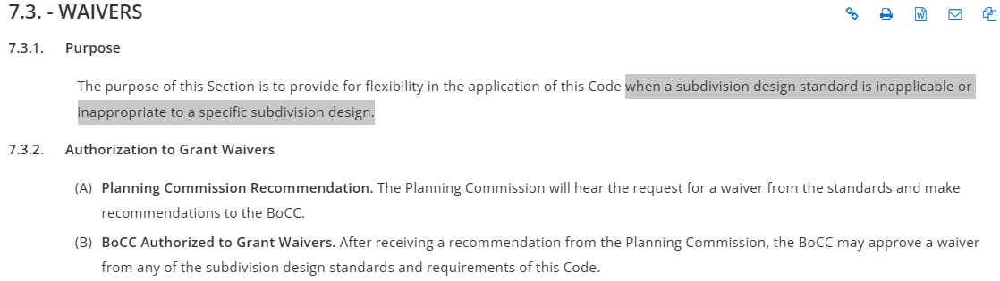 7.3. - WAIVERS
7.3.1. Purpose
The purpose of this Section is to provide for flexibility in the application of this Code when a subdivision design standard is inapplicable or
inappropriate to a specific subdivision design.
7.3.2. Authorization to Grant Waivers
(A) Planning Commission Recommendation. The Planning Commission will hear the request for a waiver from the standards and make
recommendations to the BoCC.
(B) BoCC Authorized to Grant Waivers. After receiving a recommendation from the Planning Commission, the BoCC may approve a waiver
from any of the subdivision design standards and requirements of this Code.